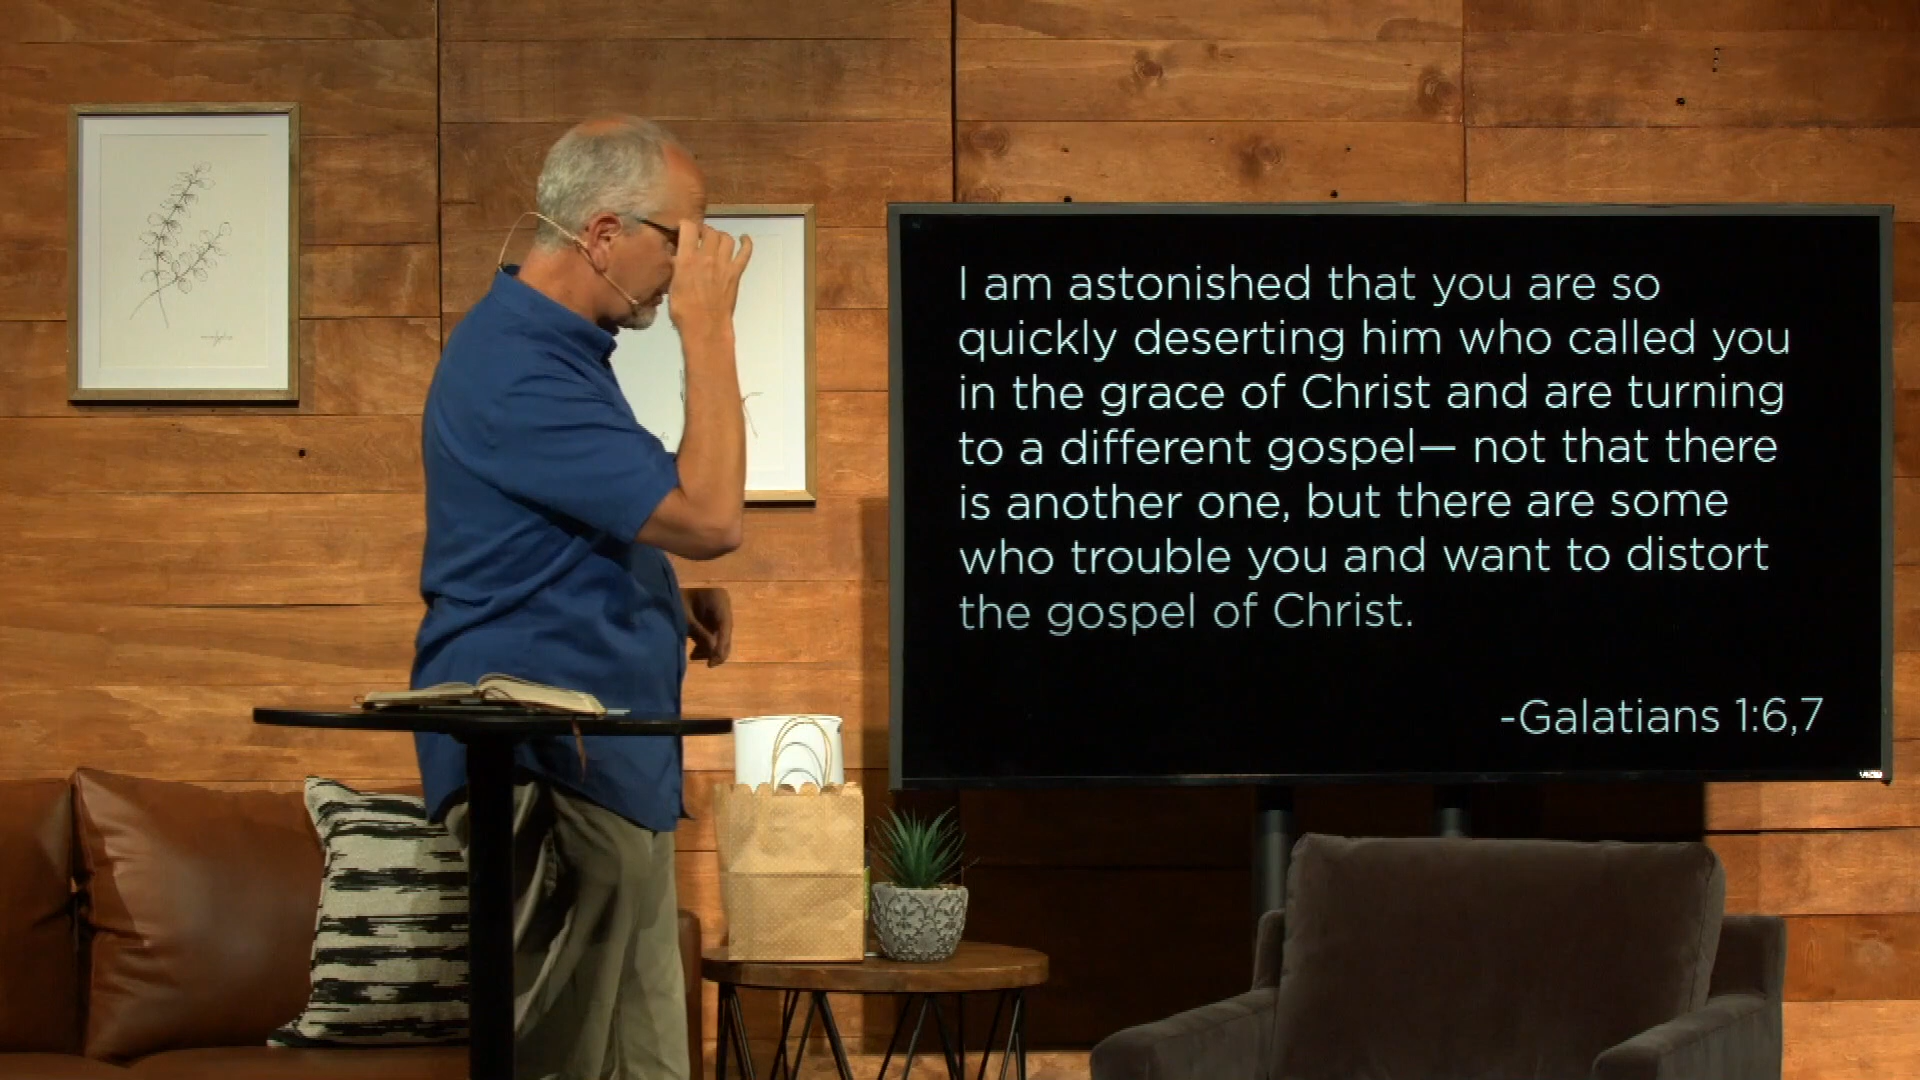 I am astonished that you are so
quickly deserting him who called you
in the grace of Christ and are turning
to a different gospel— not that there
is another one, but there are some
who trouble you and want to distort
the gospel of Christ.
-Galatians 1:6,7
VIZIO